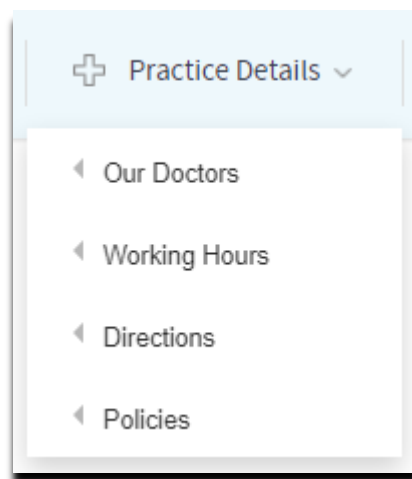 Practice Details
Our Doctors
Working Hours
Directions
Policies